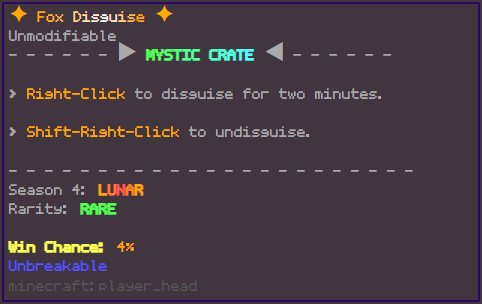 ✦ Fox Disguise ✦
Unmodifiable
- - - - - - ▶ MYSTIC CRATE ◀ - - - - - -
> Right-Click to disguise for two minutes.
> Shift-Right-Click to undisguise.
- - - - - - - - - - - - - - - - - - - - - - - -
Season 4: LUNAR
Rarity: RARE
Win Chance: 4%
Unbreakable
minecraft:player_head